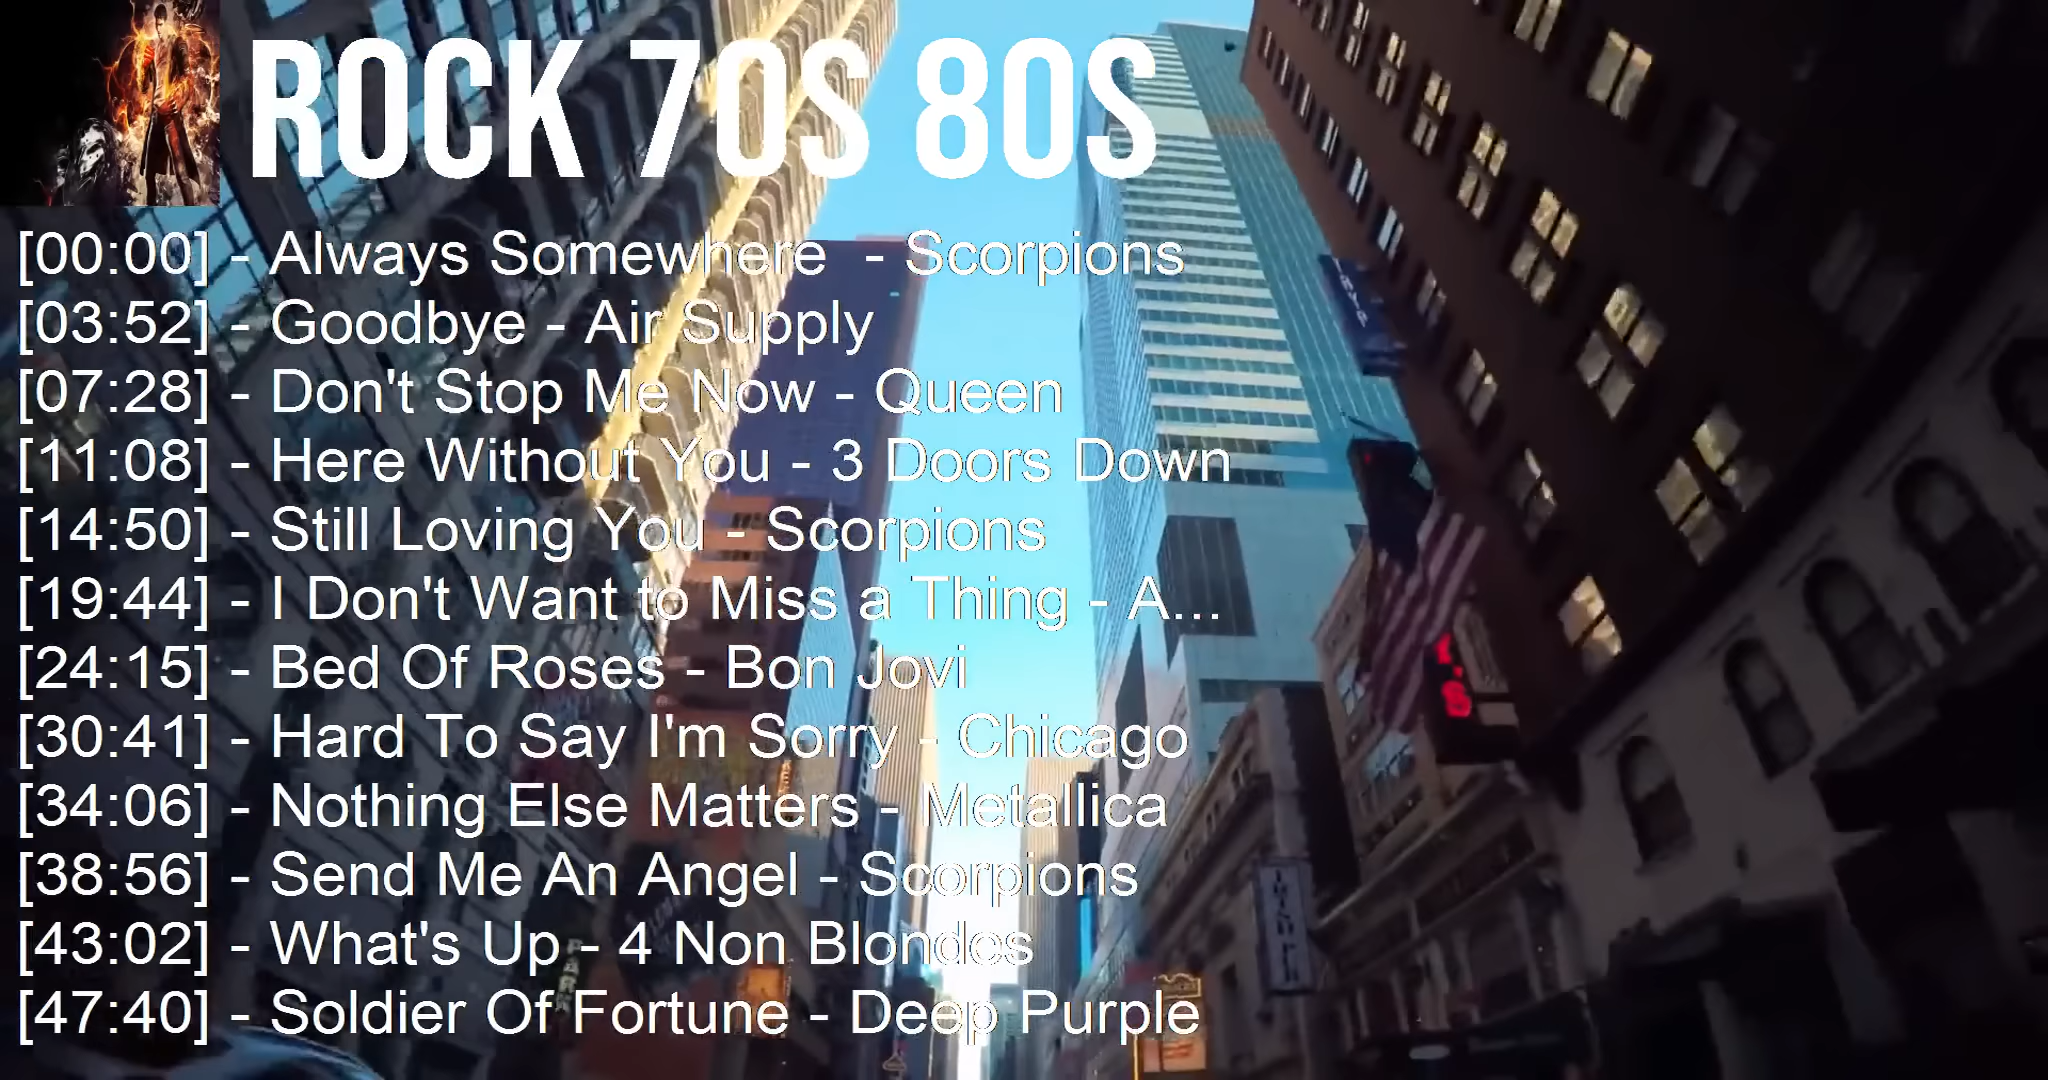 ROCK 70S 80S
[00:00] - Always Somewhere  - Scorpions
[03:52] - Goodbye - Air Supply
[07:28] - Don't Stop Me Now - Queen
[11:08] - Here Without You - 3 Doors Down
[14:50] - Still Loving You - Scorpions
[19:44] - I Don't Want to Miss a Thing - A...
[24:15] - Bed Of Roses - Bon Jovi
[30:41] - Hard To Say I'm Sorry - Chicago
[34:06] - Nothing Else Matters - Metallica
[38:56] - Send Me An Angel - Scorpions
[43:02] - What's Up - 4 Non Blondes
[47:40] - Soldier Of Fortune - Deep Purple
PARK